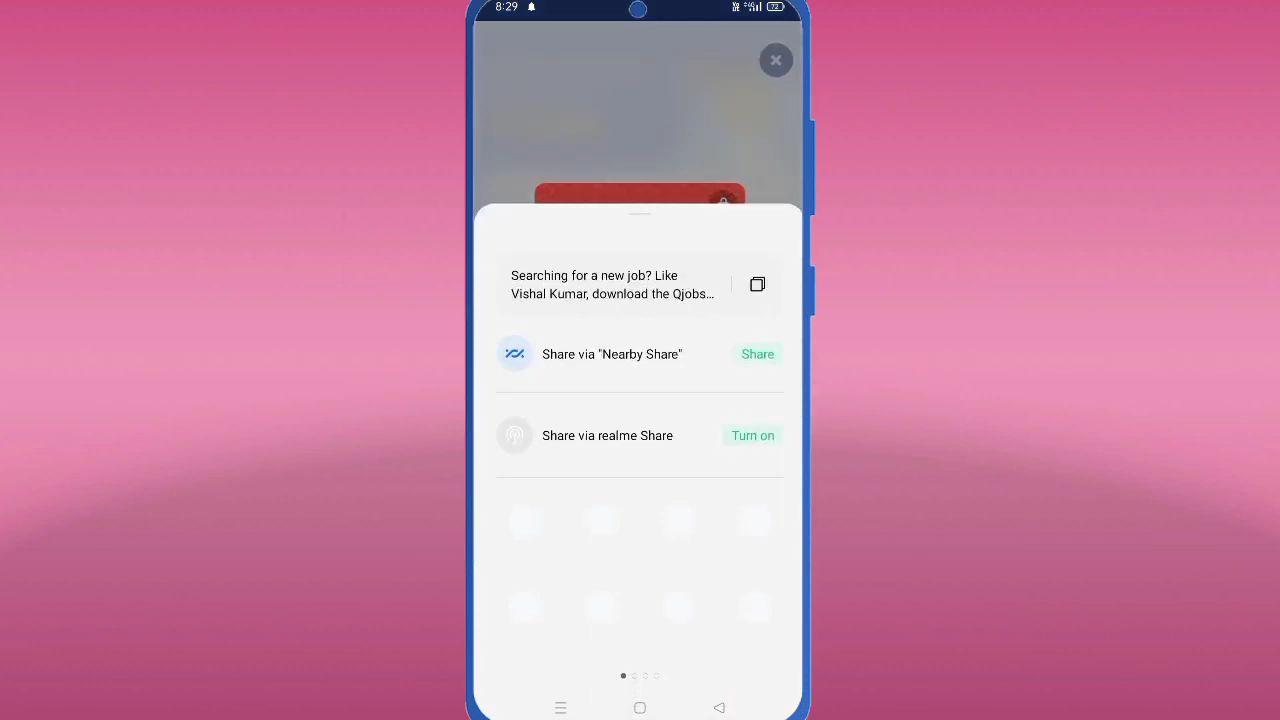 8:29
72
Searching for a new job? Like
Vishal Kumar, download the Qjobs...
Share via "Nearby Share"
Share
Share via realme Share
Turn on